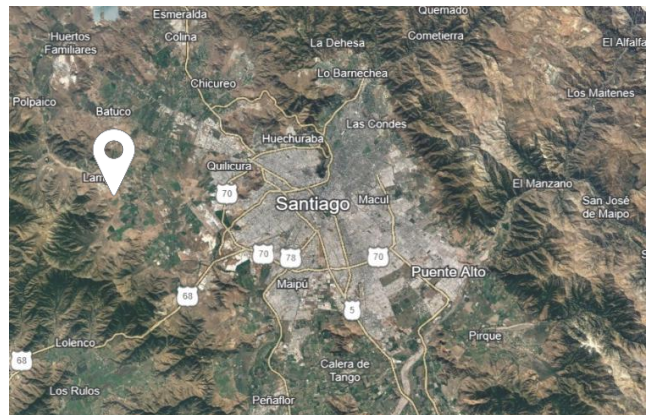 Esmeralda
Quemado
Huertos
Familiares
Colina
La Dehesa
Cometierra
El Alfalfa
Lo Barnechea
Chicureo
Los Maitenes
Polpaico
Batuco
Las Condes
Huechuraba
Lam
Quilicura
El Manzano
70
Santiago
Macul
San José
de Maipo
70
78
70
Puente Alto
Maipú
68
5
Pirque
Lolenco
68
Calera de
Tango
Los Rulos
Peñaflor